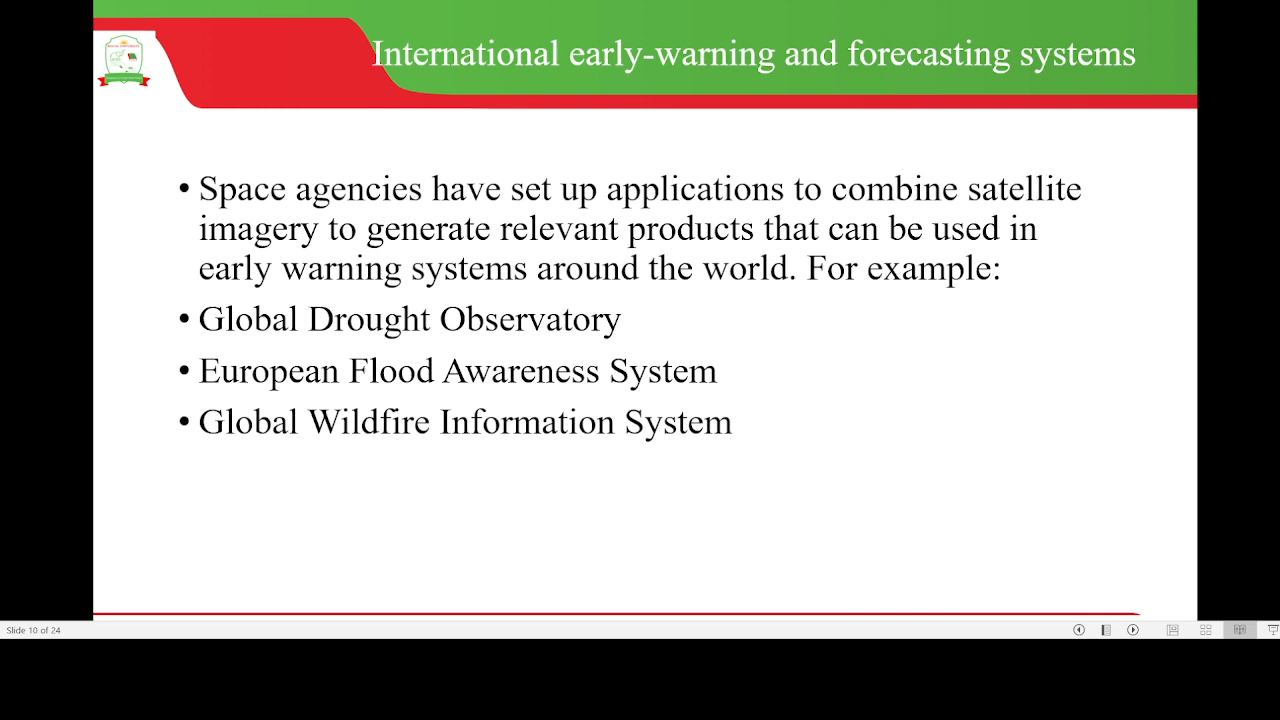 International early-warning and forecasting systems
• Space agencies have set up applications to combine satellite
imagery to generate relevant products that can be used in
early warning systems around the world. For example:
• Global Drought Observatory
• European Flood Awareness System
• Global Wildfire Information System
Slide 10 of 24